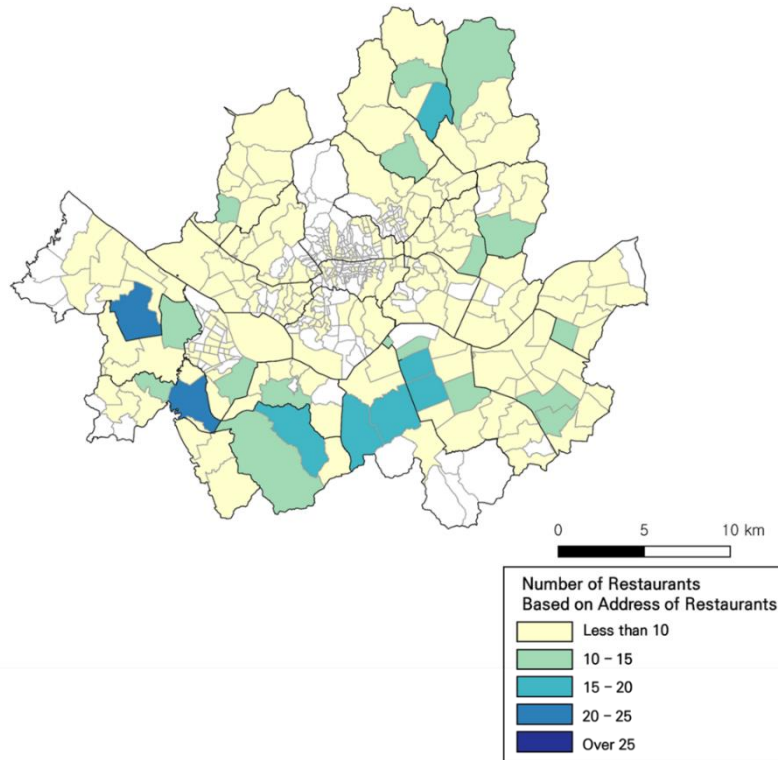 0 5 10 km
Number of Restaurants
Based on Address of Restaurants
Less than 10
10 – 15
15 – 20
20 – 25
Over 25